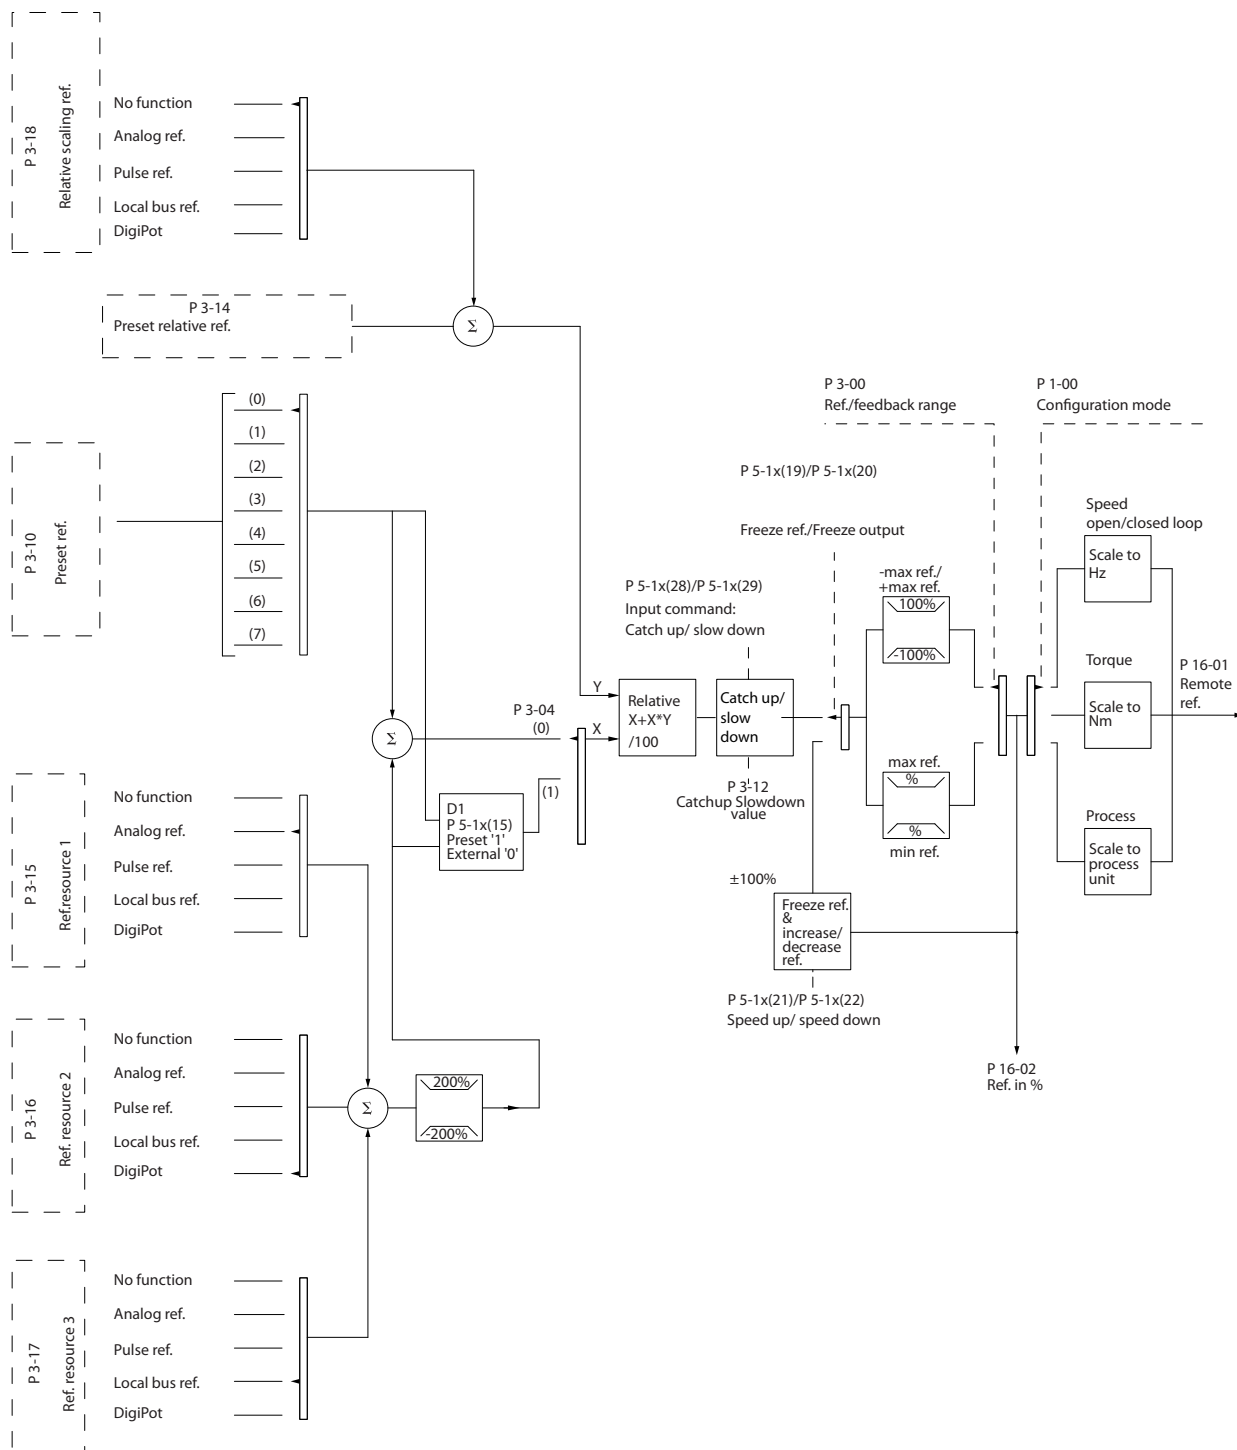 P 3-18
Relative scaling ref.
No function
Analog ref.
Pulse ref.
Local bus ref.
DigiPot
P 3-14
Preset relative ref.
Σ
P 3-10
Preset ref.
(0)
(1)
(2)
(3)
(4)
(5)
(6)
(7)
P 3-00
Ref./feedback range
P 1-00
Configuration mode
P 5-1x(19)/P 5-1x(20)
Freeze ref./Freeze output
Speed
open/closed loop
Scale to
Hz
-max ref./
+max ref.
100%
-100%
P 5-1x(28)/P 5-1x(29)
Input command:
Catch up/ slow down
Torque
Scale to
Nm
P 16-01
Remote
ref.
Y
X
Relative
X+X*Y
/100
Catch up/
slow
down
P 3-04
(0)
(1)
Σ
P 3-12
Catchup Slowdown
value
max ref.
%
%
min ref.
Process
Scale to
process
unit
D1
P 5-1x(15)
Preset '1'
External '0'
P 3-15
Ref.resource 1
No function
Analog ref.
Pulse ref.
Local bus ref.
DigiPot
±100%
Freeze ref.
&
increase/
decrease
ref.
P 5-1x(21)/P 5-1x(22)
Speed up/ speed down
P 16-02
Ref. in %
P 3-16
Ref. resource 2
No function
Analog ref.
Pulse ref.
Local bus ref.
DigiPot
Σ
200%
-200%
P 3-17
Ref. resource 3
No function
Analog ref.
Pulse ref.
Local bus ref.
DigiPot